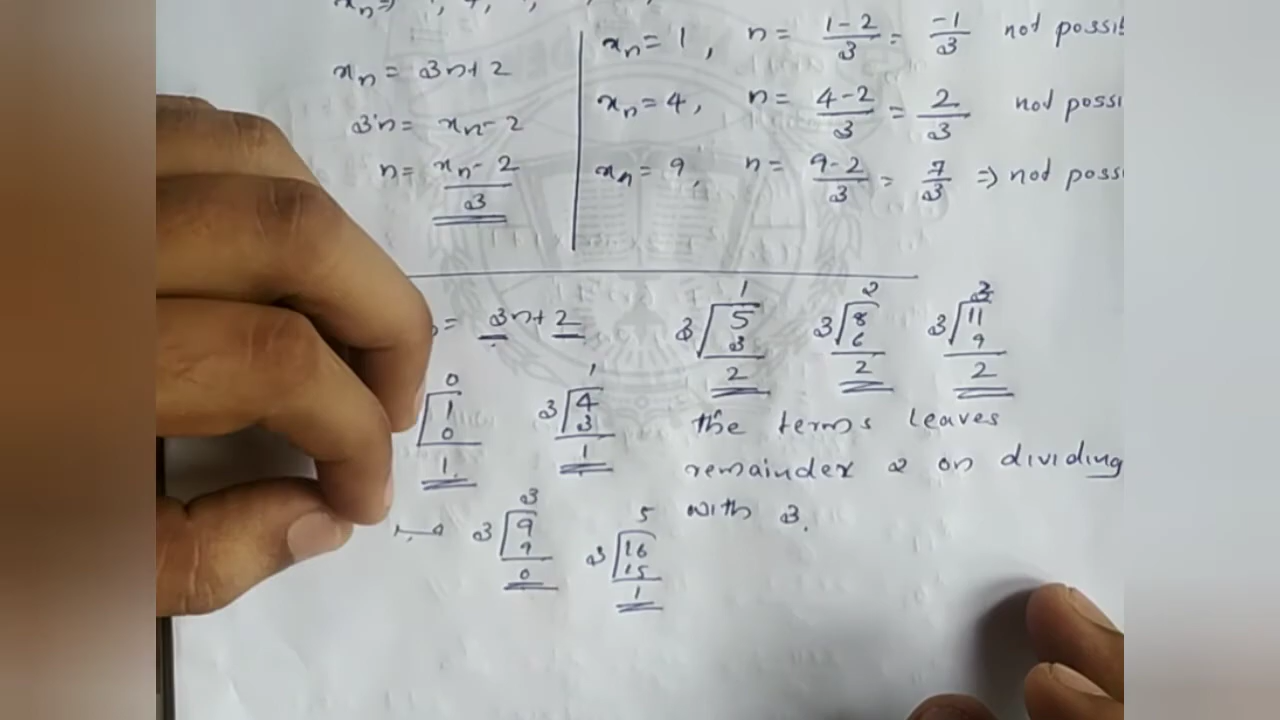 xₙ = 3n+2
3n = xₙ-2
n = xₙ-2 / 3
xₙ = 1, n = 1-2/3 = -1/3 not
xₙ = 4, n = 4-2/3 = 2/3 not
xₙ = 9, n = 9-2/3 = 7/3 ⇒ not
= 3n+2
1
3 5
3
2
2
3 8
6
2
3
3 11
9
2
0
1
0
1
1
3 4
3
1
the terms leaves
remainder 2 on dividing
with 3.
3
3 9
9
0
5
3 16
15
1